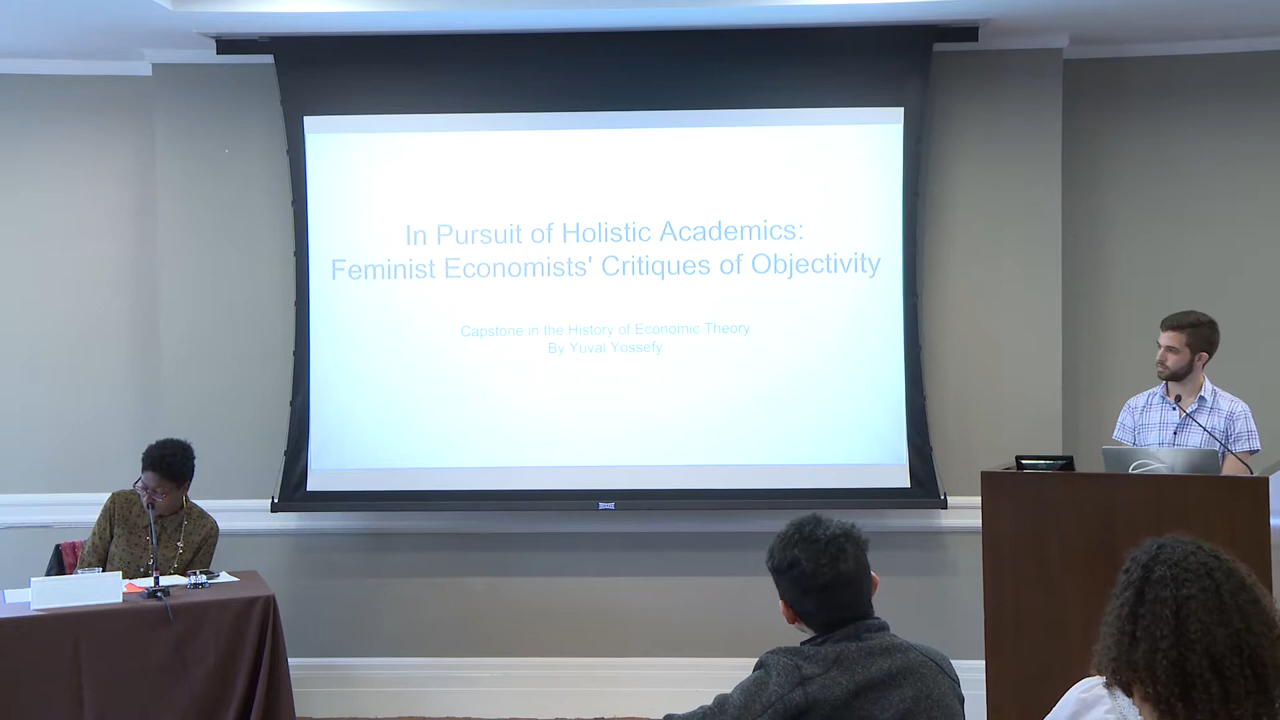 In Pursuit of Holistic Academics:
Feminist Economists' Critiques of Objectivity
Capstone in the History of Economic Theory
By Yuval Yossefy